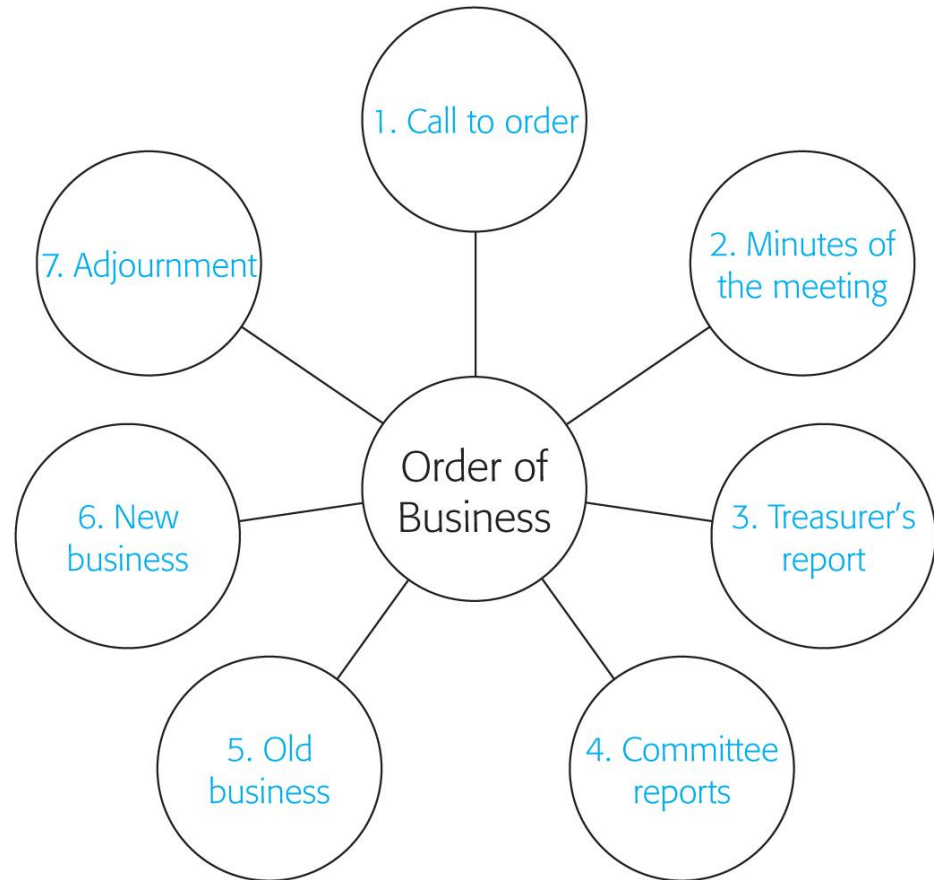 Order of
Business
1. Call to order
2. Minutes of
the meeting
3. Treasurer’s
report
4. Committee
reports
5. Old
business
6. New
business
7. Adjournment